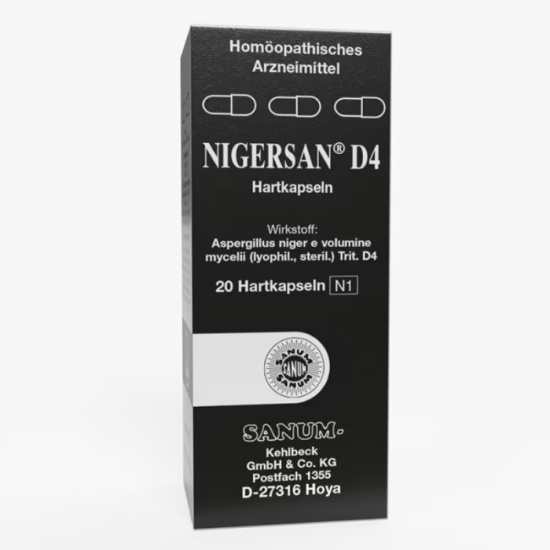 Homöopathisches
Arzneimittel
NIGERSAN® D4
Hartkapseln
Wirkstoff:
Aspergillus niger e volumine
mycelii (lyophil., steril.) Trit. D4
20 Hartkapseln N1
SANUM
SANUM
SANUM
SANUM-
Kehlbeck
GmbH & Co. KG
Postfach 1355
D-27316 Hoya